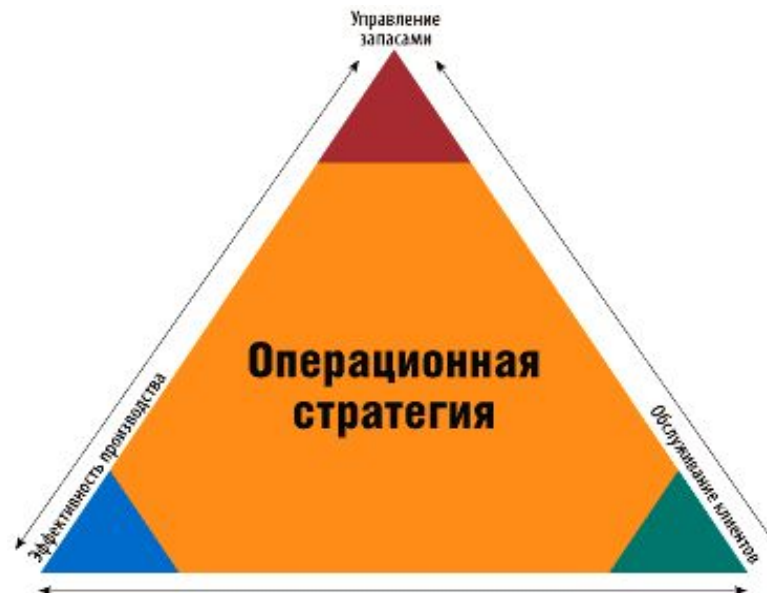 Управление
запасами
Операционная
стратегия
Эффективность производства
Обслуживание клиентов